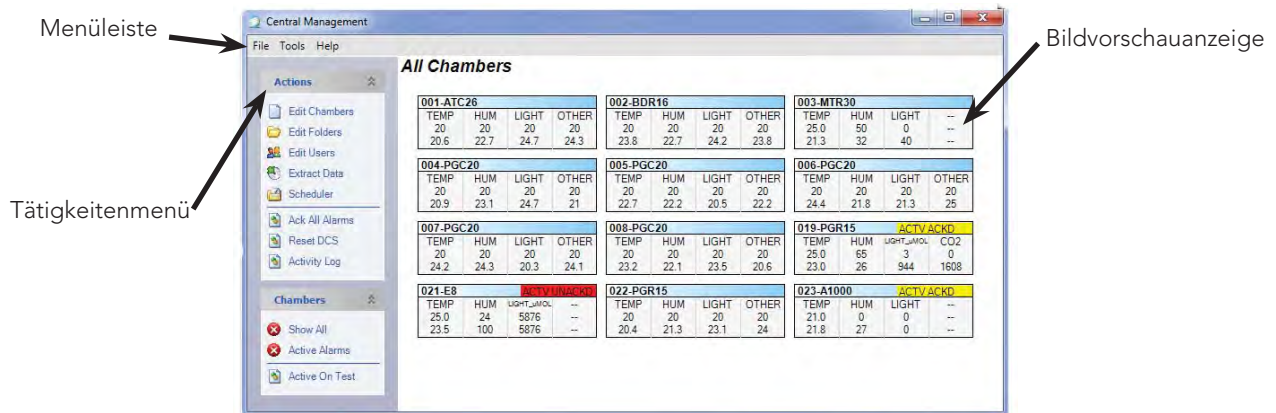 Menüleiste
Central Management
File Tools Help
Bildvorschauanzeige
Tätigkeitenmenü
Actions
Edit Chambers
Edit Folders
Edit Users
Extract Data
Scheduler
Ack All Alarms
Reset DCS
Activity Log
Chambers
Show All
Active Alarms
Active On Test
All Chambers
001-ATC26
TEMP HUM LIGHT OTHER
20 20 20 20
20.6 22.7 24.7 24.3
002-BDR16
TEMP HUM LIGHT OTHER
20 20 20 20
23.8 22.7 24.2 23.8
003-MTR30
TEMP HUM LIGHT --
25.0 50 0 --
21.3 32 40 --
004-PGC20
TEMP HUM LIGHT OTHER
20 20 20 20
20.9 23.1 24.7 21
005-PGC20
TEMP HUM LIGHT OTHER
20 20 20 20
22.7 22.2 20.5 22.2
006-PGC20
TEMP HUM LIGHT OTHER
20 20 20 20
24.4 21.8 21.3 25
007-PGC20
TEMP HUM LIGHT OTHER
20 20 20 20
24.2 24.3 20.3 24.1
008-PGC20
TEMP HUM LIGHT OTHER
20 20 20 20
23.2 22.1 23.5 20.6
019-PGR15 ACTV ACKD
TEMP HUM LIGHT_uMOL CO2
25.0 65 3 0
23.0 26 944 1608
021-E8 ACTV UNACKD
TEMP HUM LIGHT_uMOL --
25.0 24 5876 --
23.5 100 5876 --
022-PGR15
TEMP HUM LIGHT OTHER
20 20 20 20
20.4 21.3 23.1 24
023-A1000 ACTV ACKD
TEMP HUM LIGHT --
21.0 0 0 --
21.8 27 0 --